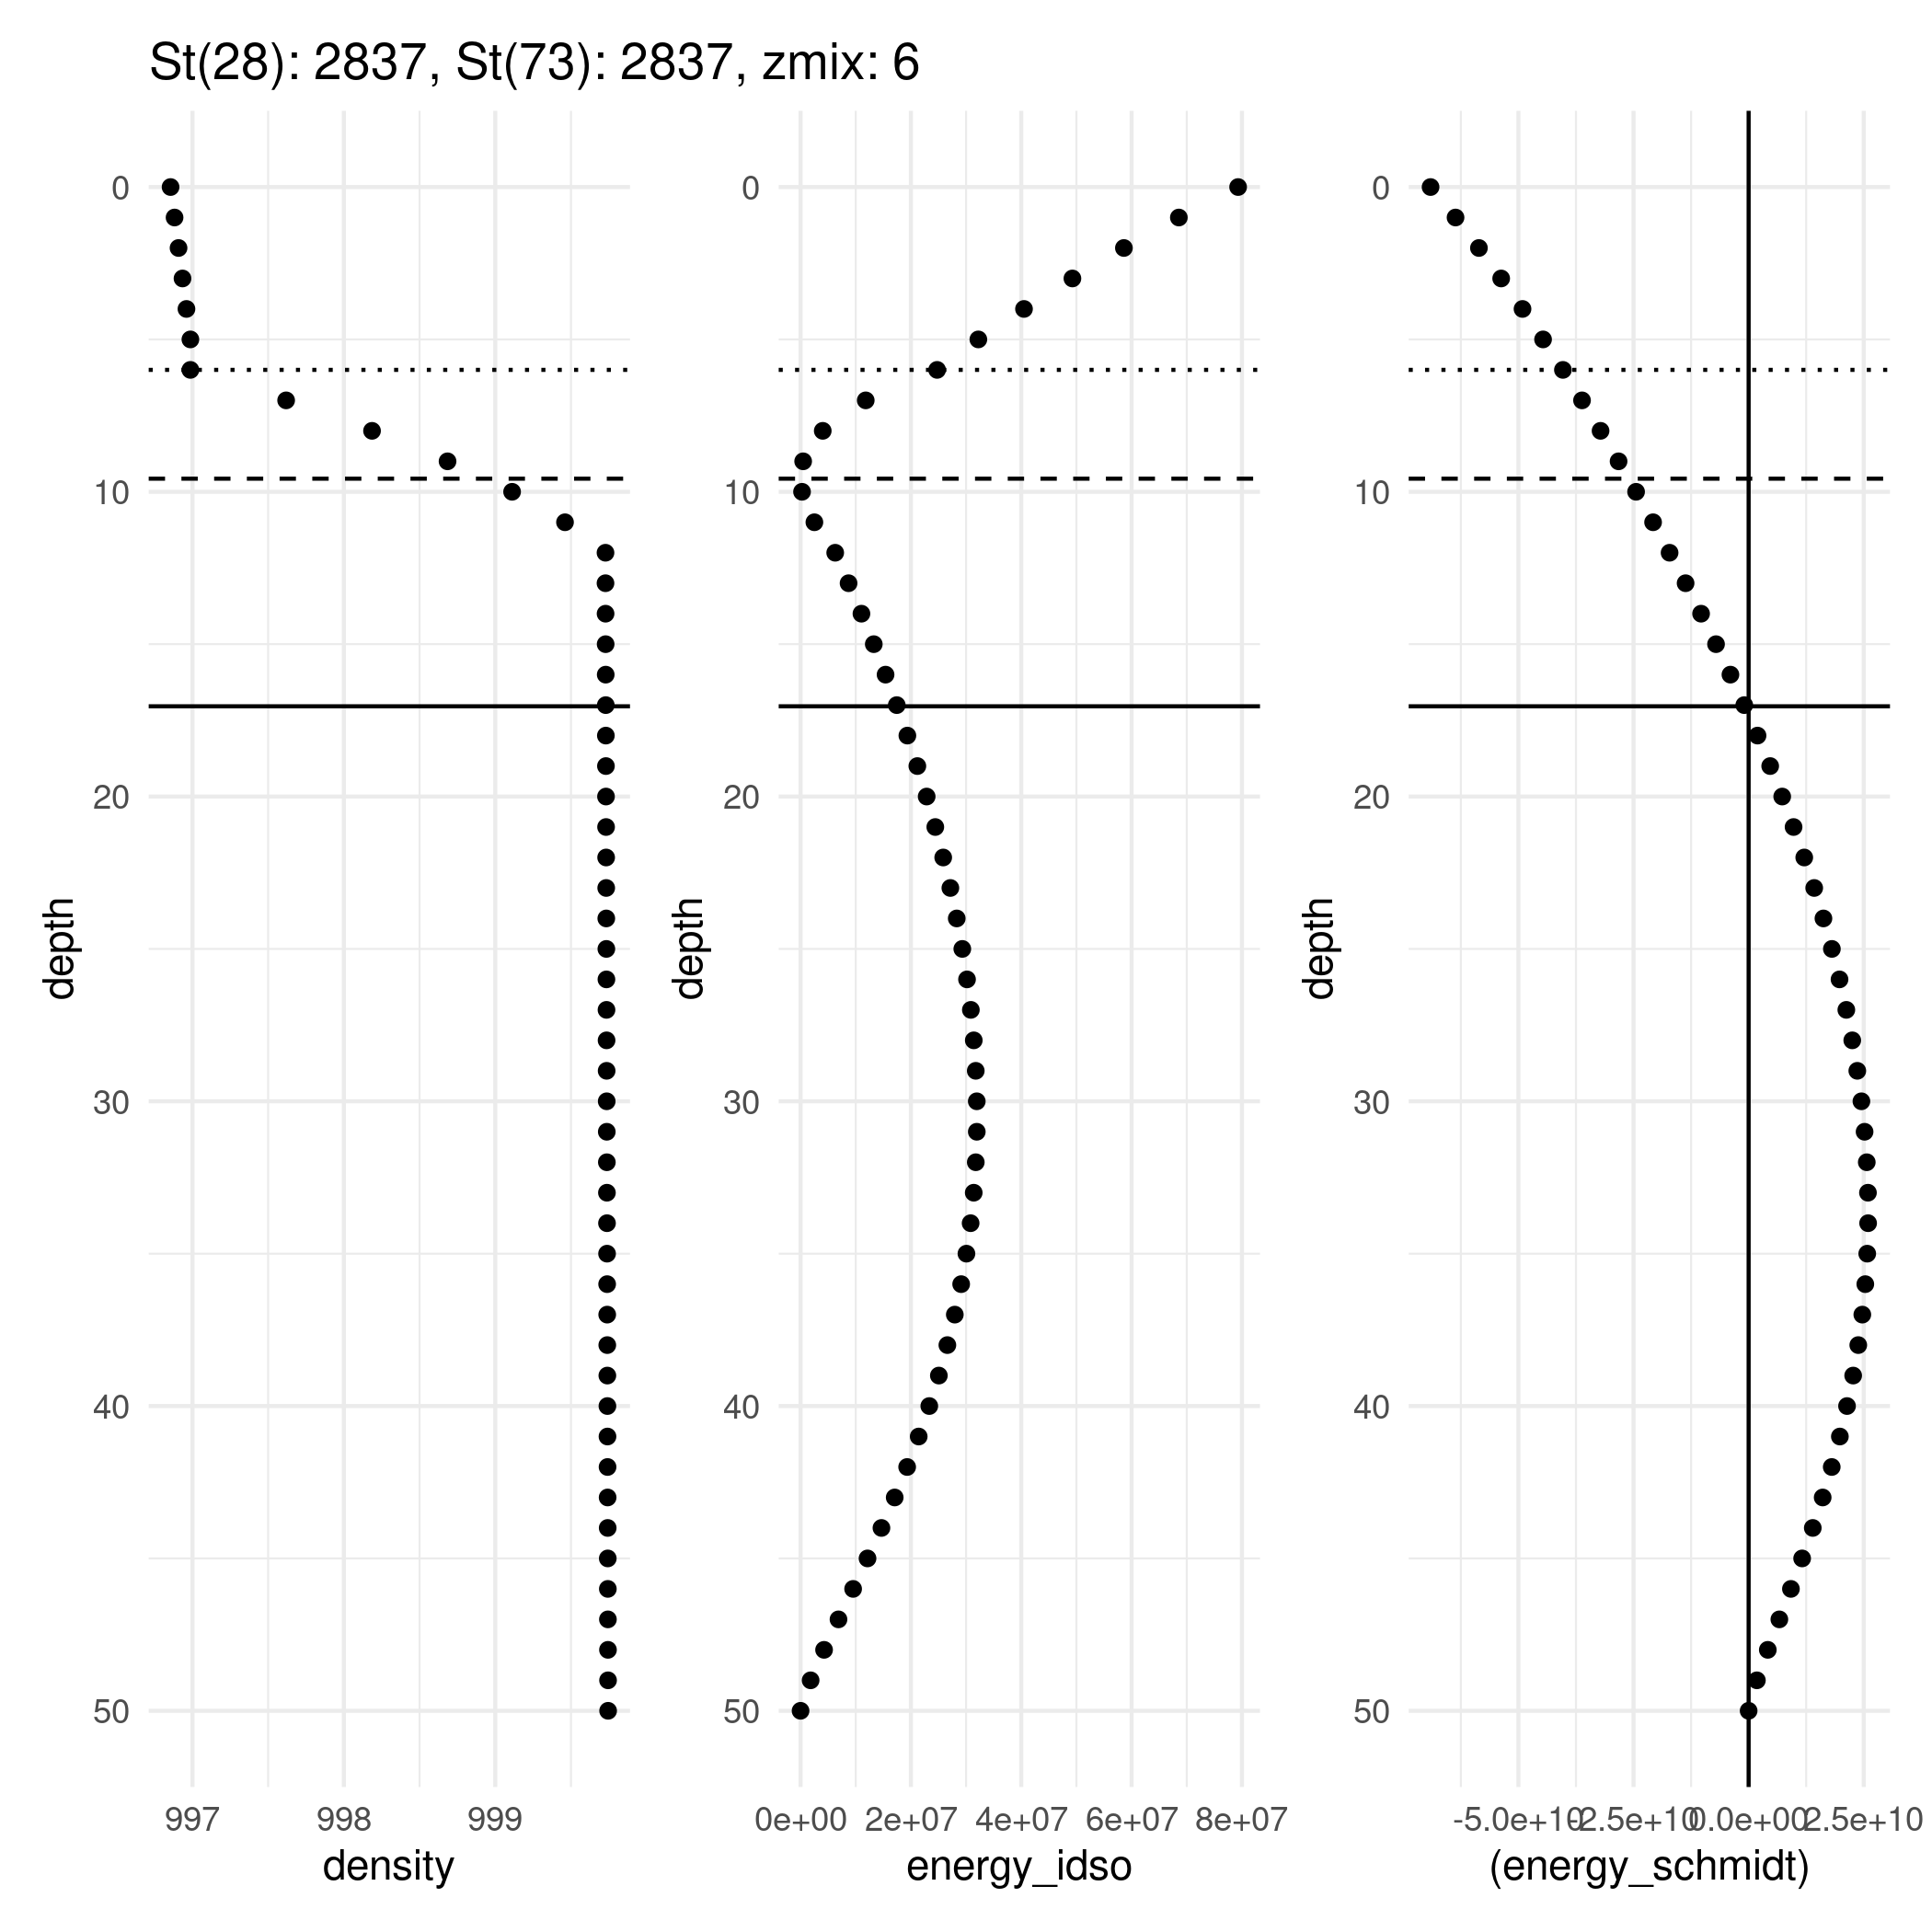 St(28): 2837, St(73): 2837, zmix: 6
0
10
20
30
40
50
depth
997 998 999
density
0
10
20
30
40
50
depth
0e+00 2e+07 4e+07 6e+07 8e+07
energy_idso
0
10
20
30
40
50
depth
-5.0e+10 -2.5e+10 0.0e+00 2.5e+10
(energy_schmidt)